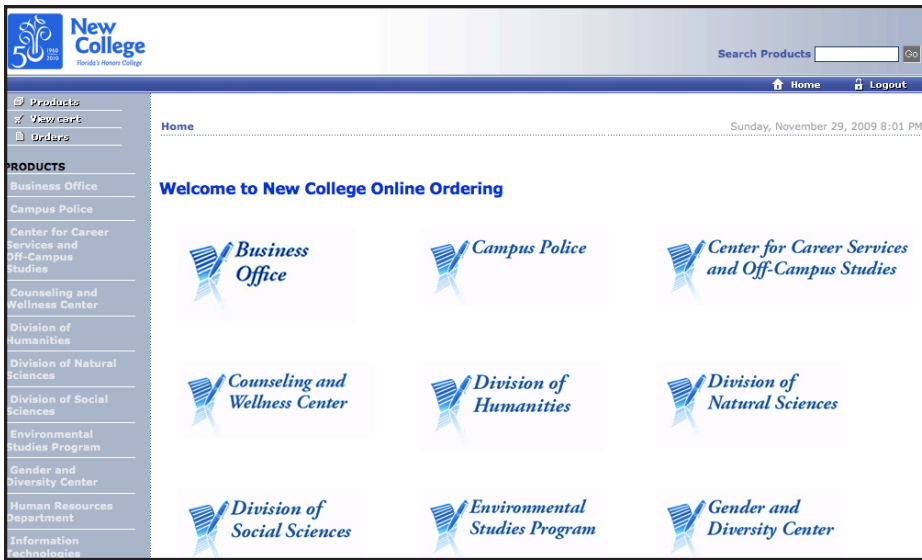 New
College
Florida's Honors College
50
1960
2010
Search Products
Go
Home
Logout
Products
View cart
Orders
Home
Sunday, November 29, 2009 8:01 PM
PRODUCTS
Business Office
Campus Police
Center for Career
Services and
Off-Campus
Studies
Counseling and
Wellness Center
Division of
Humanities
Division of Natural
Sciences
Division of Social
Sciences
Environmental
Studies Program
Gender and
Diversity Center
Human Resources
Department
Information
Technologies
Welcome to New College Online Ordering
Business
Office
Campus Police
Center for Career Services
and Off-Campus Studies
Counseling and
Wellness Center
Division of
Humanities
Division of
Natural Sciences
Division of
Social Sciences
Environmental
Studies Program
Gender and
Diversity Center